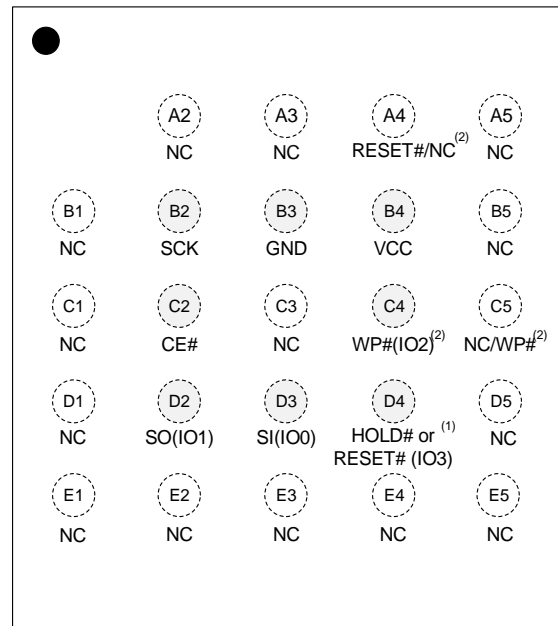 A2 A3 A4 A5
NC NC RESET#/NC(2) NC
B1 B2 B3 B4 B5
NC SCK GND VCC NC
C1 C2 C3 C4 C5
NC CE# NC WP#(IO2)(2) NC/WP#(2)
D1 D2 D3 D4 D5
NC SO(IO1) SI(IO0) HOLD# or (1) NC
RESET# (IO3)
E1 E2 E3 E4 E5
NC NC NC NC NC